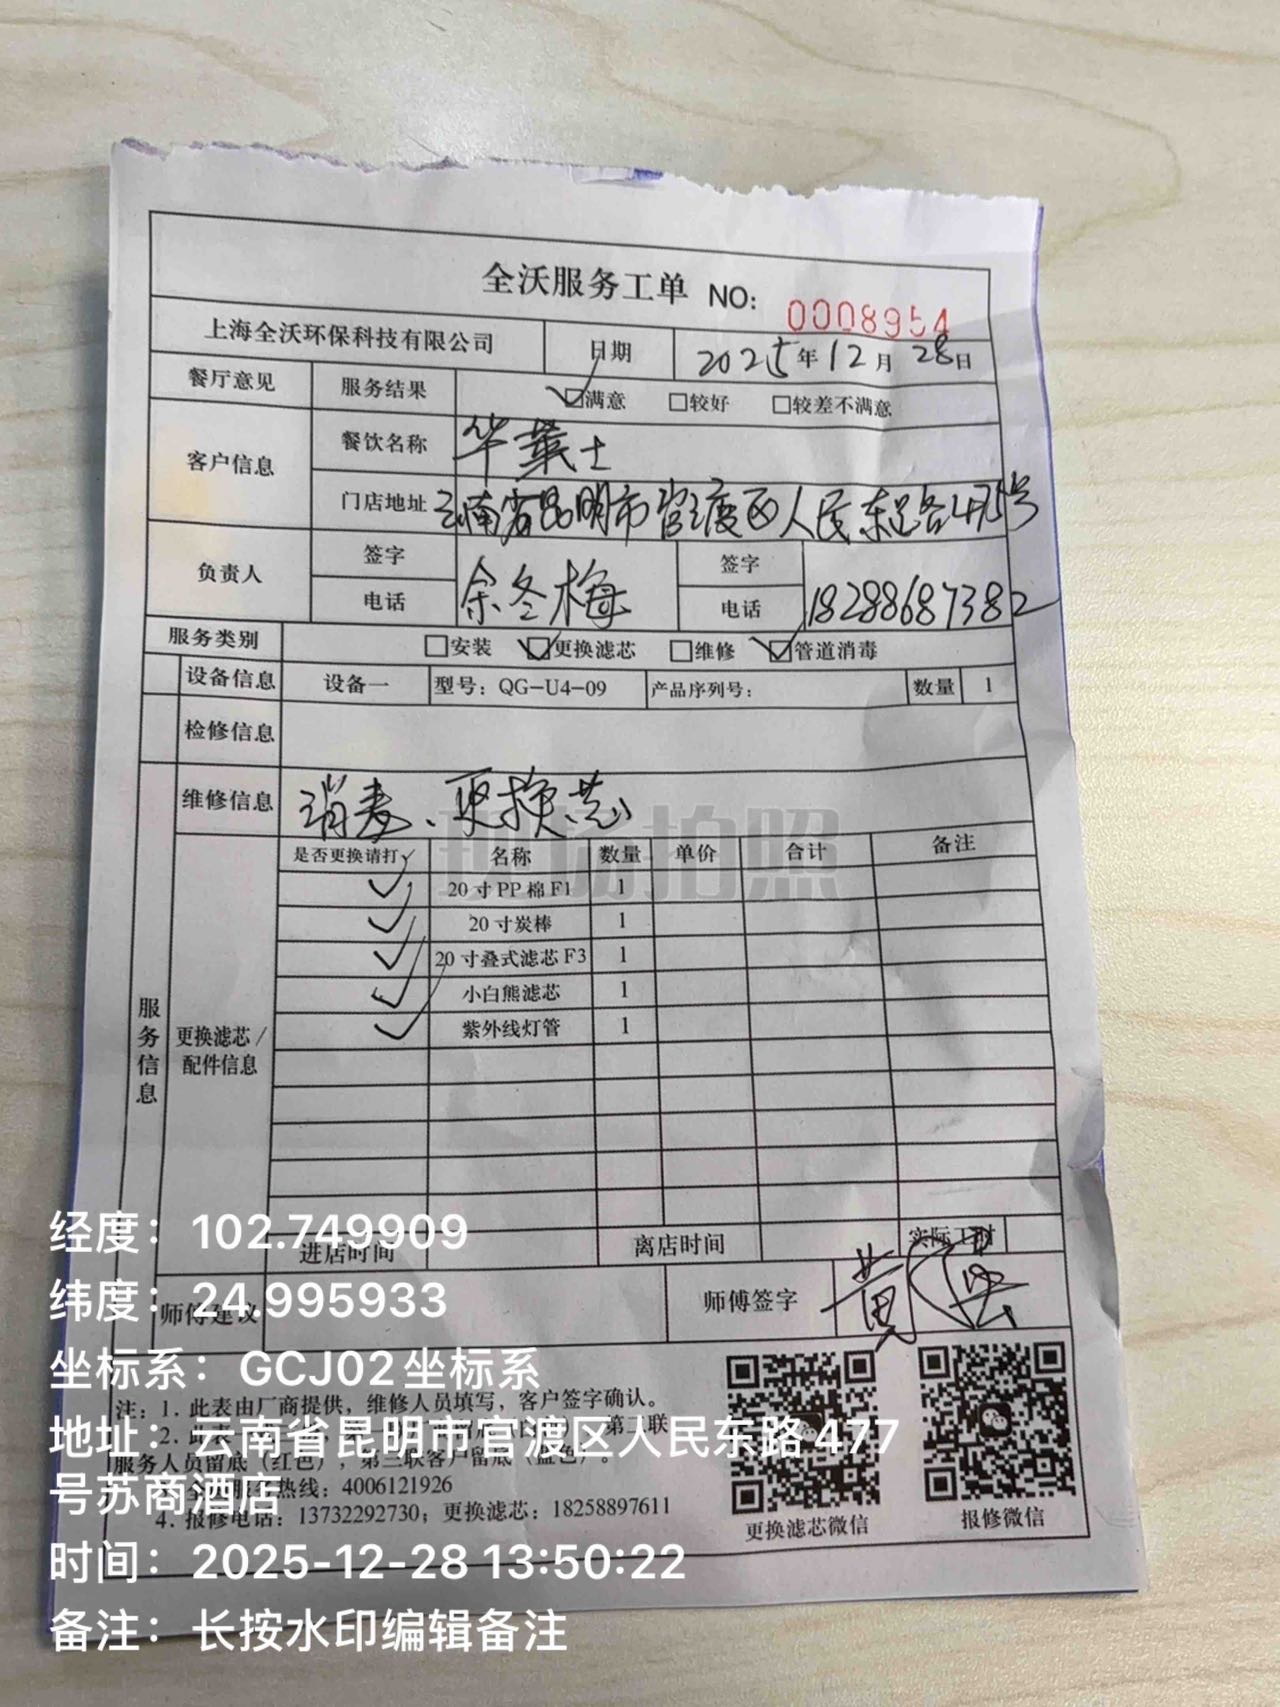 全沃服务工单 NO: 0008954
上海全沃环保科技有限公司 日期 2025年12月28日
餐厅意见 服务结果 ☑满意 □较好 □较差不满意
客户信息 餐饮名称 华莱士
门店地址 云南省昆明市官渡区人民东路475号
负责人 签字 余冬梅 签字
电话 电话 18288687382
服务类别 □安装 ☑更换滤芯 □维修 ☑管道消毒
设备信息 设备一 型号：QG-U4-09 产品序列号： 数量 1
检修信息
维修信息 消毒、更换芯
现场拍照
服务信息
更换滤芯/配件信息
是否更换请打✓ 名称 数量 单价 合计 备注
✓ 20寸PP棉F1 1
✓ 20寸炭棒 1
✓ 20寸叠式滤芯F3 1
✓ 小白熊滤芯 1
✓ 紫外线灯管 1
进店时间 离店时间 实际工时
师傅建议 师傅签字 黄
注：1. 此表由厂商提供，维修人员填写，客户签字确认。
2. 此表 第二联
服务人员留底（红色），第三联客户留底（蓝色）。
热线：4006121926
4. 报修电话：13732292730；更换滤芯：18258897611
更换滤芯微信 报修微信
经度：102.749909
纬度：24.995933
坐标系：GCJ02坐标系
地址：云南省昆明市官渡区人民东路477
号苏商酒店
时间：2025-12-28 13:50:22
备注：长按水印编辑备注